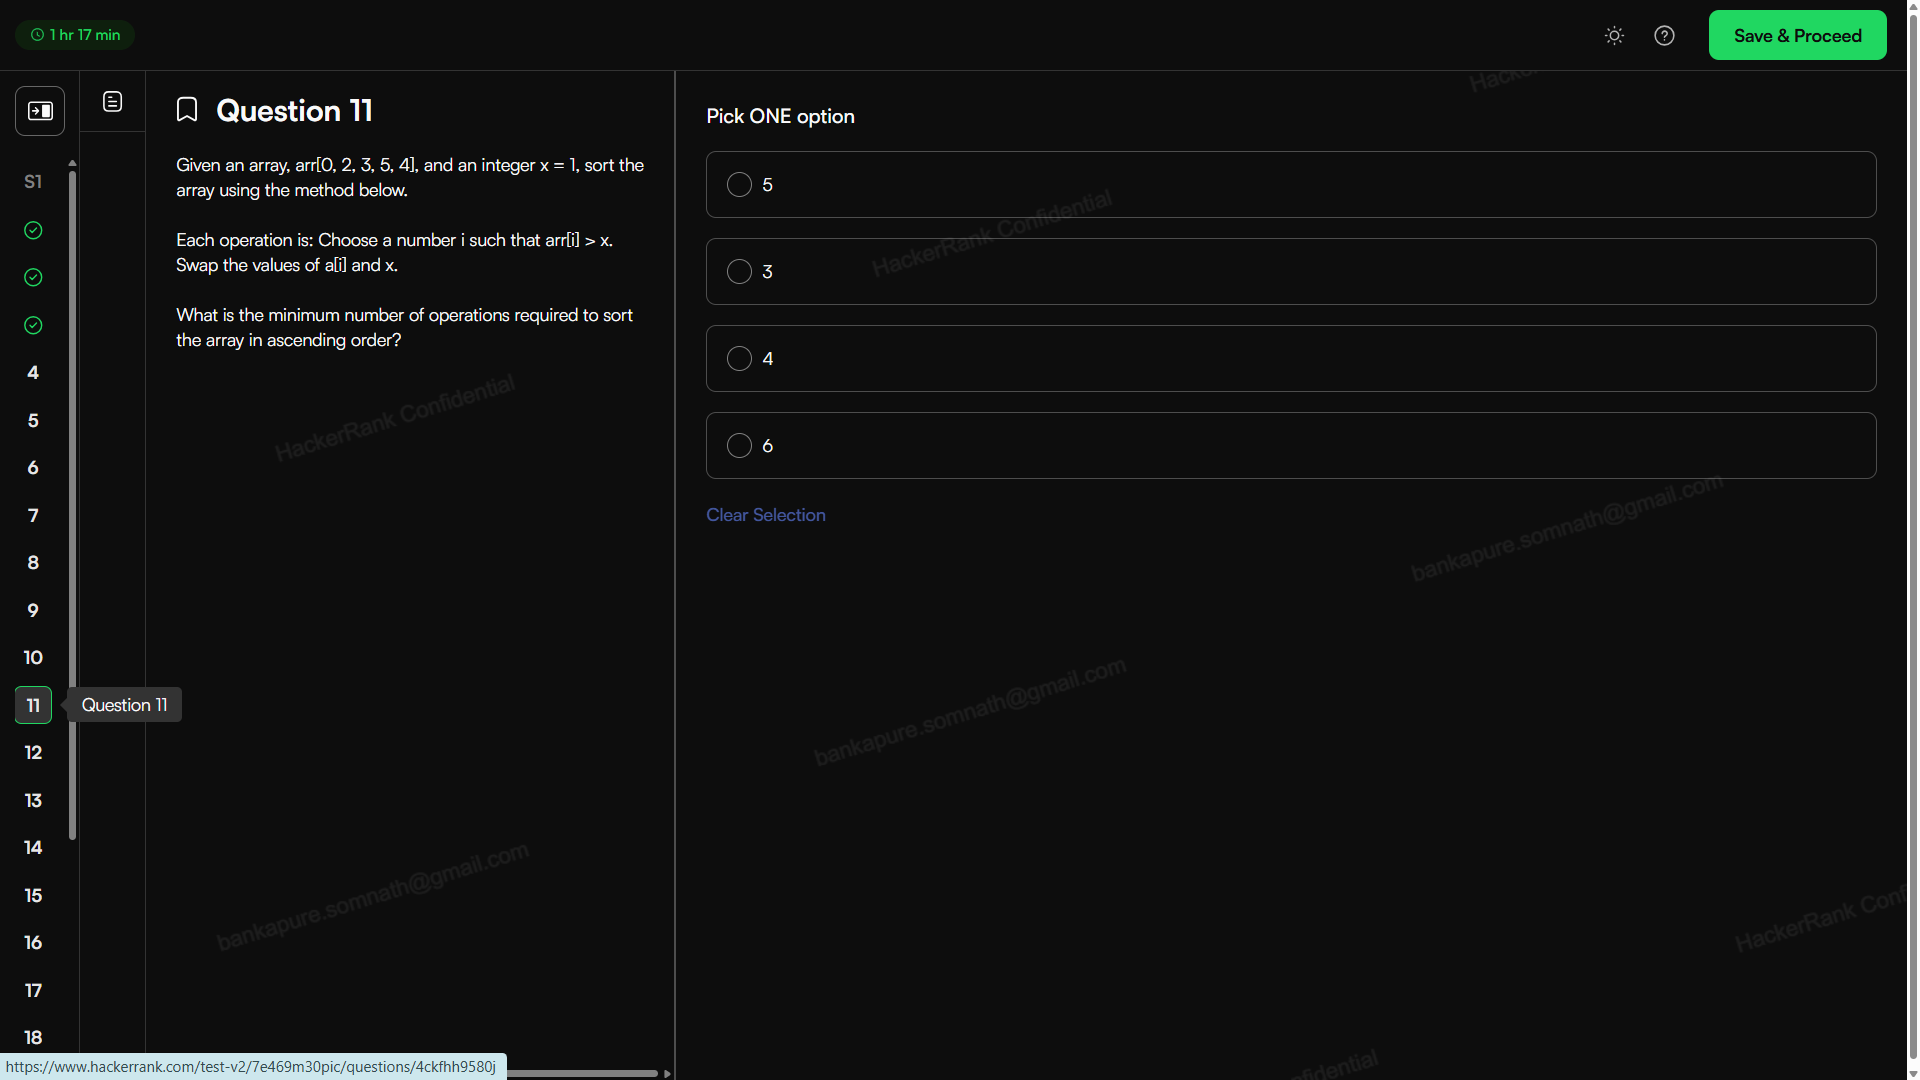 1 hr 17 min
Save & Proceed
S1
4
5
6
7
8
9
10
11
12
13
14
15
16
17
18
Question 11
Question 11
Given an array, arr[0, 2, 3, 5, 4], and an integer x = 1, sort the
array using the method below.
Each operation is: Choose a number i such that arr[i] > x.
Swap the values of a[i] and x.
What is the minimum number of operations required to sort
the array in ascending order?
Pick ONE option
5
3
4
6
Clear Selection
HackerRank Confidential
HackerRank Confidential
bankapure.somnath@gmail.com
bankapure.somnath@gmail.com
bankapure.somnath@gmail.com
HackerRank Conf
https://www.hackerrank.com/test-v2/7e469m30pic/questions/4ckfhh9580j